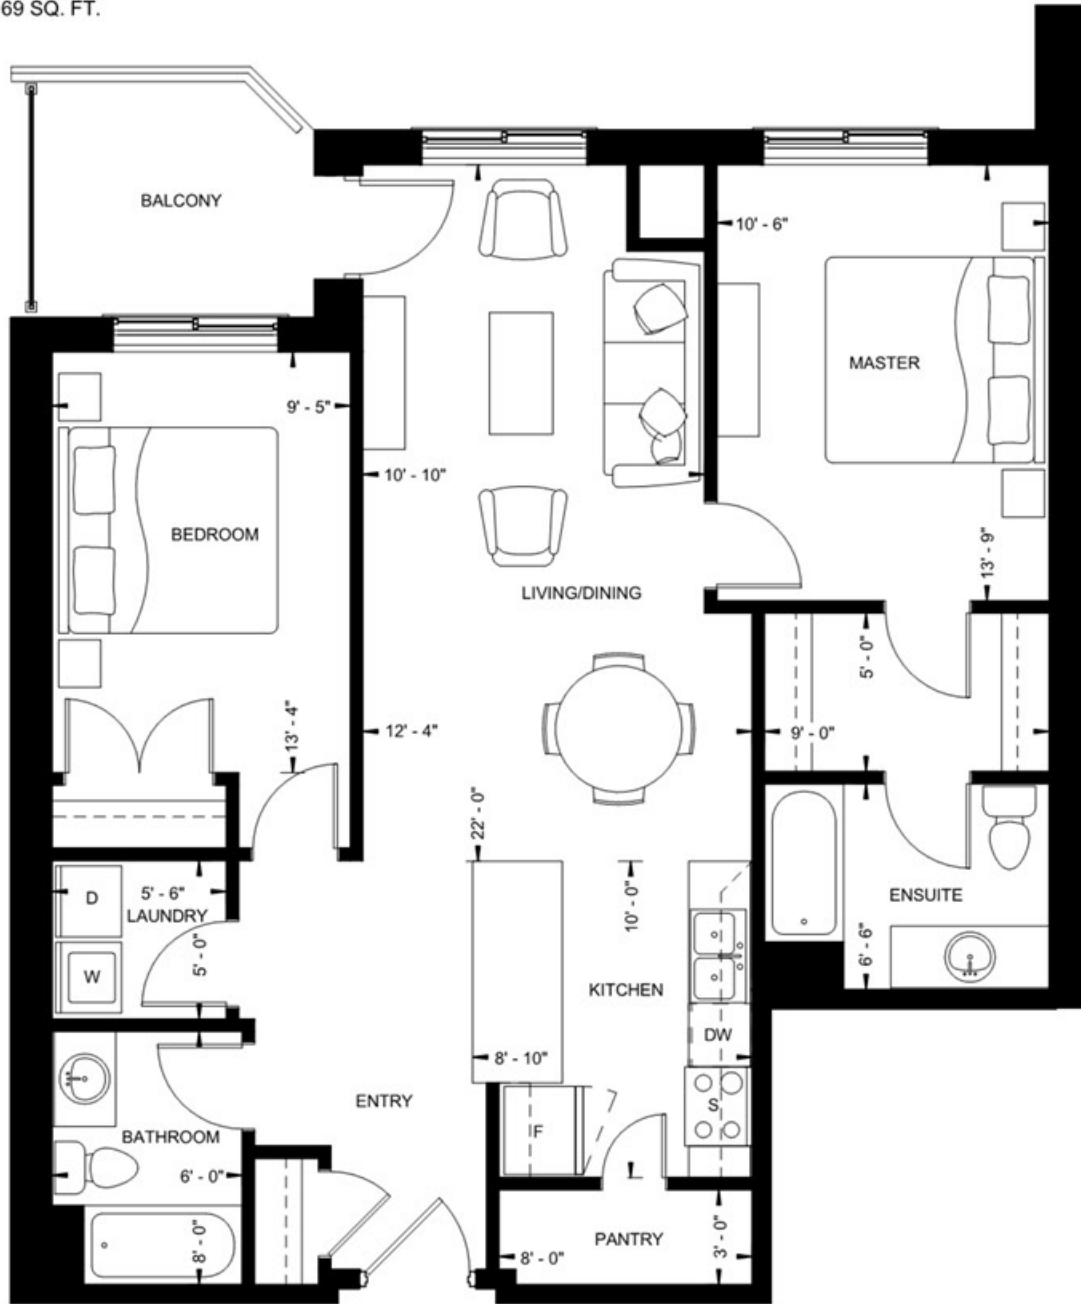 69 SQ. FT.
BALCONY
10' - 6"
MASTER
9' - 5"
10' - 10"
BEDROOM
13' - 9"
LIVING/DINING
5' - 0"
13' - 4"
12' - 4"
9' - 0"
22' - 0"
D
5' - 6"
LAUNDRY
10' - 0"
ENSUITE
5' - 0"
6' - 6"
W
KITCHEN
DW
8' - 10"
ENTRY
S
F
BATHROOM
6' - 0"
8' - 0"
PANTRY
3' - 0"
8' - 0"